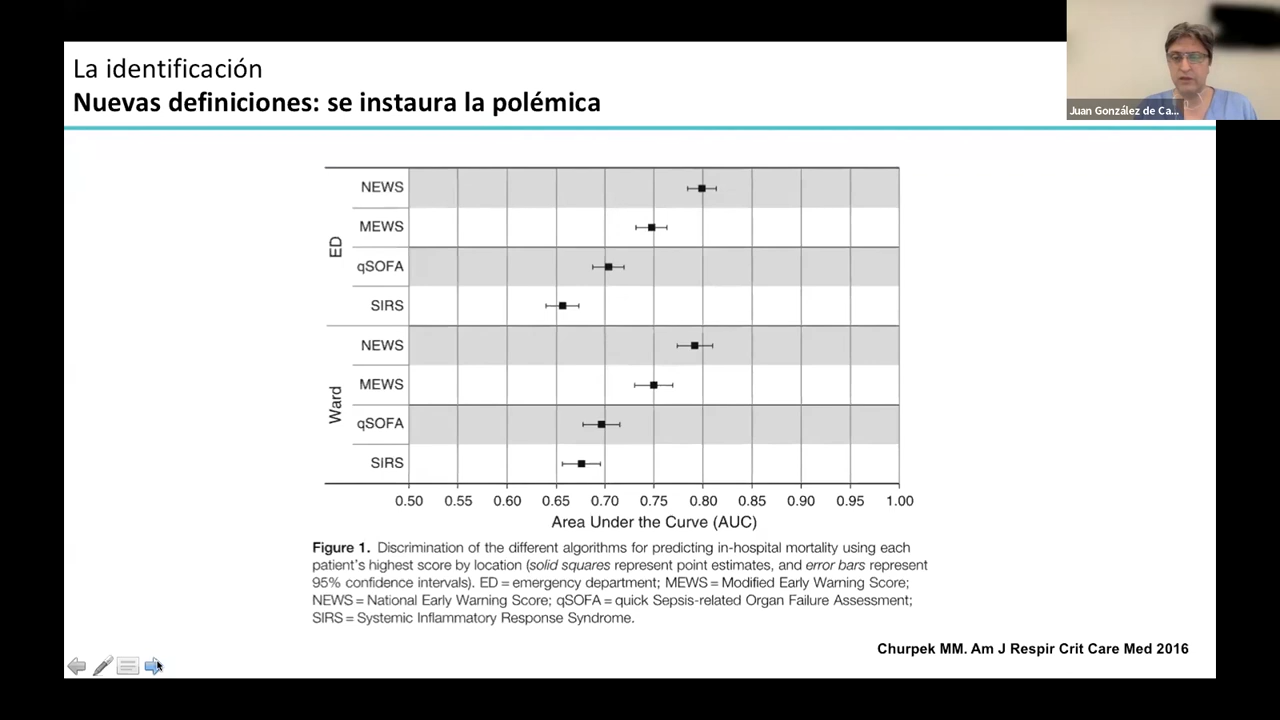 La identificación
Nuevas definiciones: se instaura la polémica
Juan González de Ca...
ED
NEWS
MEWS
qSOFA
SIRS
Ward
NEWS
MEWS
qSOFA
SIRS
0.50 0.55 0.60 0.65 0.70 0.75 0.80 0.85 0.90 0.95 1.00
Area Under the Curve (AUC)
Figure 1. Discrimination of the different algorithms for predicting in-hospital mortality using each
patient's highest score by location (solid squares represent point estimates, and error bars represent
95% confidence intervals). ED = emergency department; MEWS = Modified Early Warning Score;
NEWS = National Early Warning Score; qSOFA = quick Sepsis-related Organ Failure Assessment;
SIRS = Systemic Inflammatory Response Syndrome.
Churpek MM. Am J Respir Crit Care Med 2016